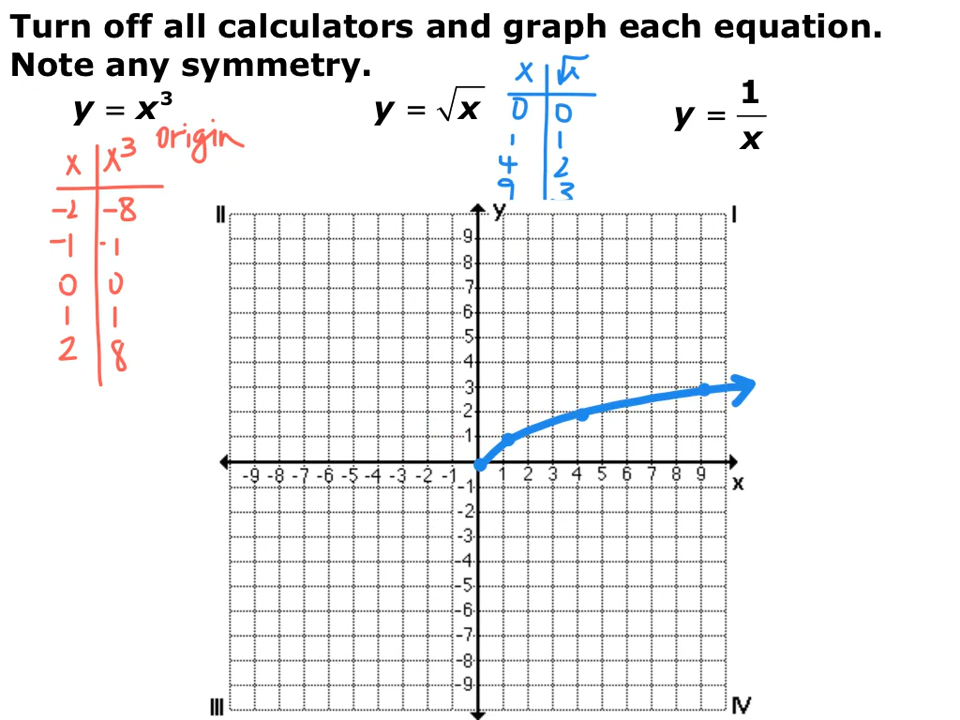 Turn off all calculators and graph each equation.
Note any symmetry.
y = x³
y = √x
y = 1/x
origin
x | x³
-2 | -8
-1 | -1
0 | 0
1 | 1
2 | 8
x | √x
0 | 0
1 | 1
4 | 2
9 | 3
II
y
I
9
8
7
6
5
4
3
2
1
-9 -8 -7 -6 -5 -4 -3 -2 -1 1 2 3 4 5 6 7 8 9
x
-1
-2
-3
-4
-5
-6
-7
-8
-9
III
IV